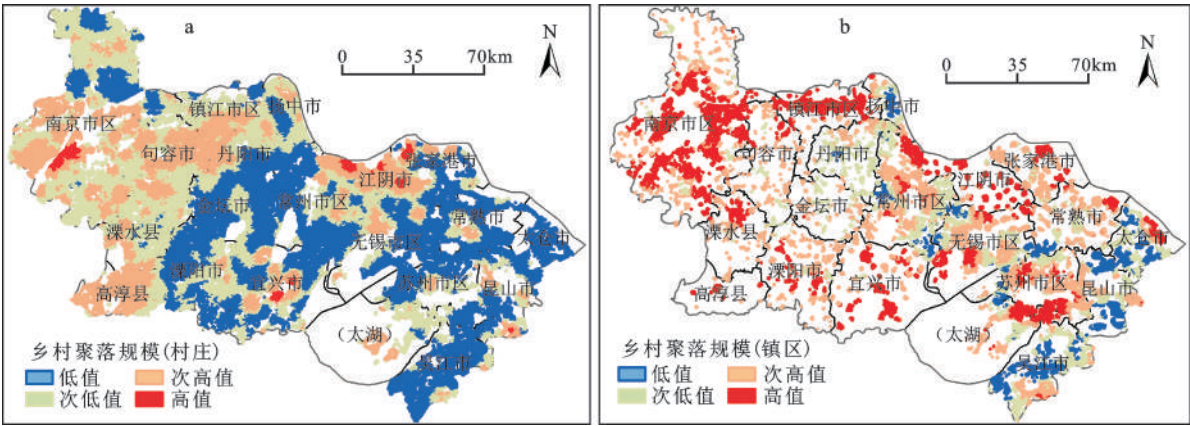 a
N
0 35 70km
南京市区
镇江市区
扬中市
句容市
丹阳市
张家港市
江阴市
金坛市
常州市区
常熟市
太仓市
溧水县
无锡市区
溧阳市
宜兴市
苏州市区
昆山市
高淳县
(太湖)
吴江市
乡村聚落规模(村庄)
低值 次高值
次低值 高值
b
N
0 35 70km
南京市区
镇江市区
扬中市
句容市
丹阳市
张家港市
江阴市
金坛市
常州市区
常熟市
太仓市
溧水县
无锡市区
溧阳市
宜兴市
苏州市区
昆山市
高淳县
(太湖)
吴江市
乡村聚落规模(镇区)
低值 次高值
次低值 高值